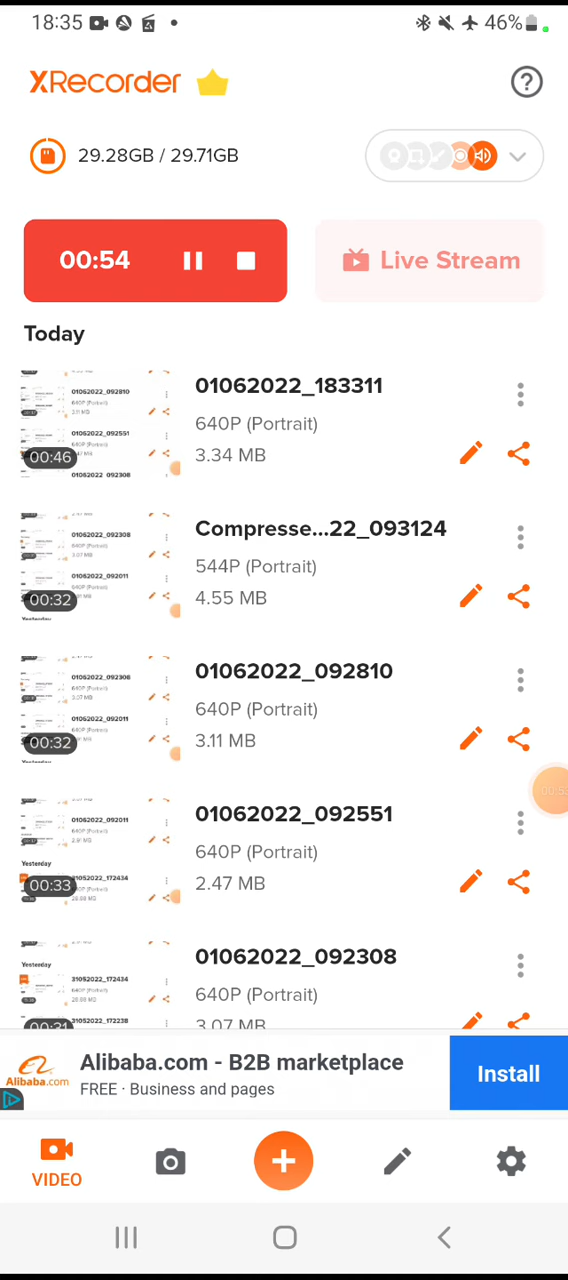 18:35
46%
XRecorder
29.28GB / 29.71GB
00:54
Live Stream
Today
01062022_183311
640P (Portrait)
3.34 MB
00:46
Compresse...22_093124
544P (Portrait)
4.55 MB
00:32
01062022_092810
640P (Portrait)
3.11 MB
00:32
01062022_092551
640P (Portrait)
2.47 MB
00:33
01062022_092308
640P (Portrait)
3.07 MB
Alibaba.com
Alibaba.com - B2B marketplace
FREE · Business and pages
Install
VIDEO